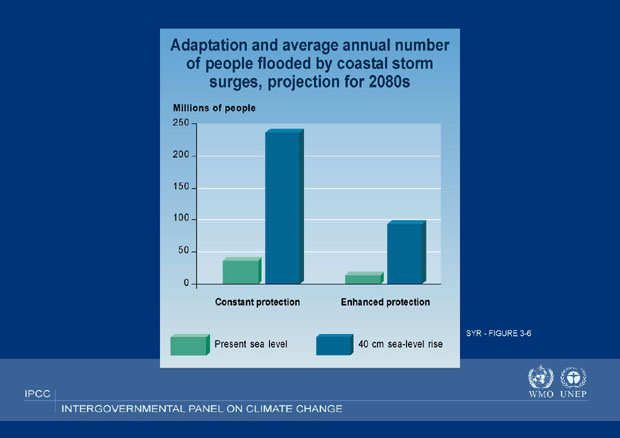 Adaptation and average annual number
of people flooded by coastal storm
surges, projection for 2080s
Millions of people
250
200
150
100
50
0
Constant protection
Enhanced protection
Present sea level
40 cm sea-level rise
SYR - FIGURE 3-6
WMO UNEP
IPCC
INTERGOVERNMENTAL PANEL ON CLIMATE CHANGE